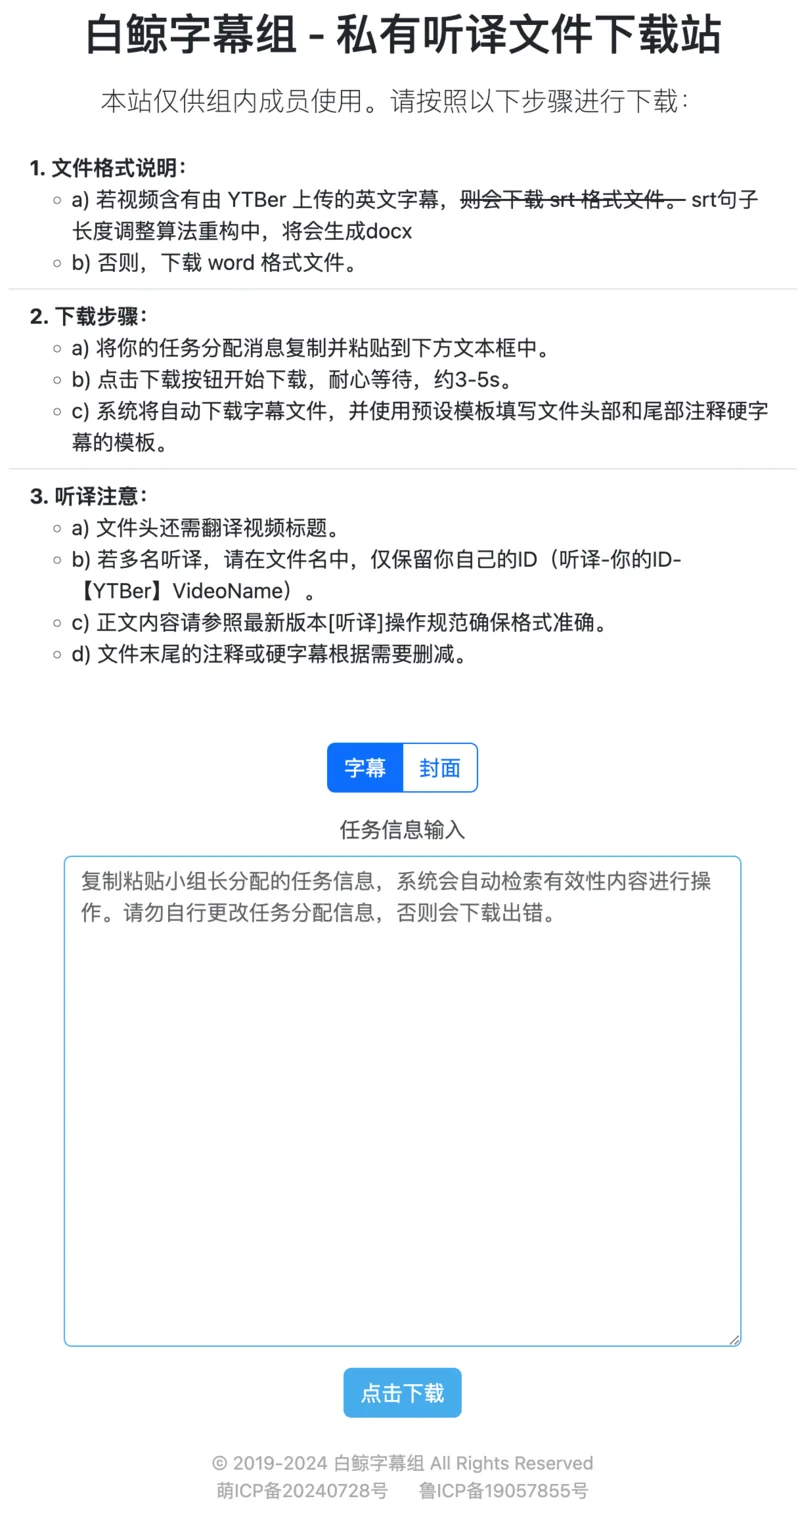 白鲸字幕组 - 私有听译文件下载站
本站仅供组内成员使用。请按照以下步骤进行下载：
1. 文件格式说明：
a) 若视频含有由 YTBer 上传的英文字幕，则会下载 srt 格式文件。 srt句子
长度调整算法重构中，将会生成docx
b) 否则，下载 word 格式文件。
2. 下载步骤：
a) 将你的任务分配消息复制并粘贴到下方文本框中。
b) 点击下载按钮开始下载，耐心等待，约3-5s。
c) 系统将自动下载字幕文件，并使用预设模板填写文件头部和尾部注释硬字
幕的模板。
3. 听译注意：
a) 文件头还需翻译视频标题。
b) 若多名听译，请在文件名中，仅保留你自己的ID（听译-你的ID-
【YTBer】VideoName）。
c) 正文内容请参照最新版本[听译]操作规范确保格式准确。
d) 文件末尾的注释或硬字幕根据需要删减。
字幕 封面
任务信息输入
复制粘贴小组长分配的任务信息，系统会自动检索有效性内容进行操
作。请勿自行更改任务分配信息，否则会下载出错。
点击下载
© 2019-2024 白鲸字幕组 All Rights Reserved
萌ICP备20240728号 鲁ICP备19057855号